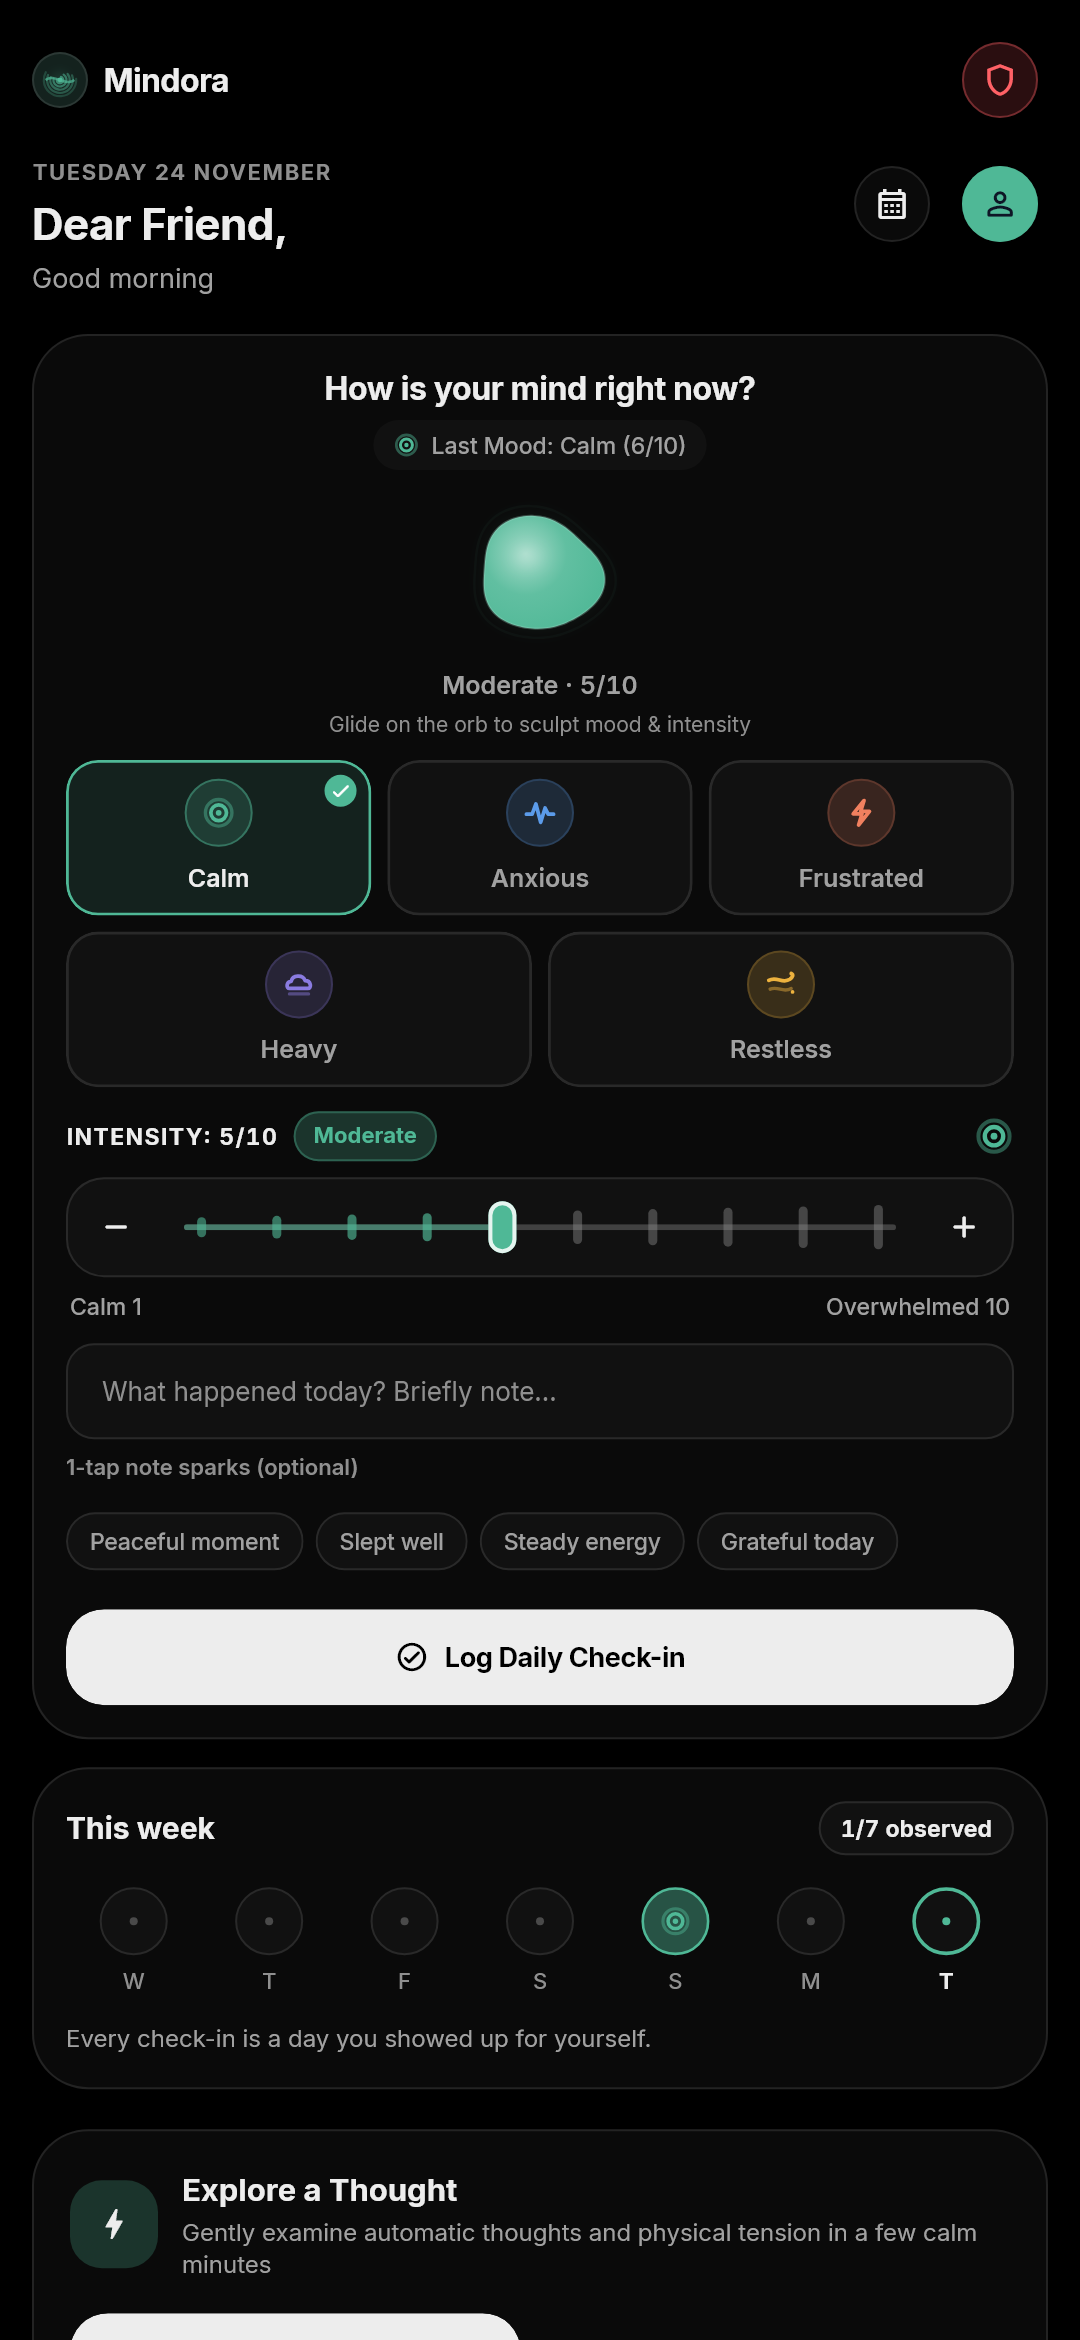 Mindora
TUESDAY 24 NOVEMBER
Dear Friend,
Good morning
How is your mind right now?
Last Mood: Calm (6/10)
Moderate · 5/10
Glide on the orb to sculpt mood & intensity
Calm
Anxious
Frustrated
Heavy
Restless
INTENSITY: 5/10
Moderate
Calm 1
Overwhelmed 10
What happened today? Briefly note...
1-tap note sparks (optional)
Peaceful moment
Slept well
Steady energy
Grateful today
Log Daily Check-in
This week
1/7 observed
W T F S S M T
Every check-in is a day you showed up for yourself.
Explore a Thought
Gently examine automatic thoughts and physical tension in a few calm
minutes